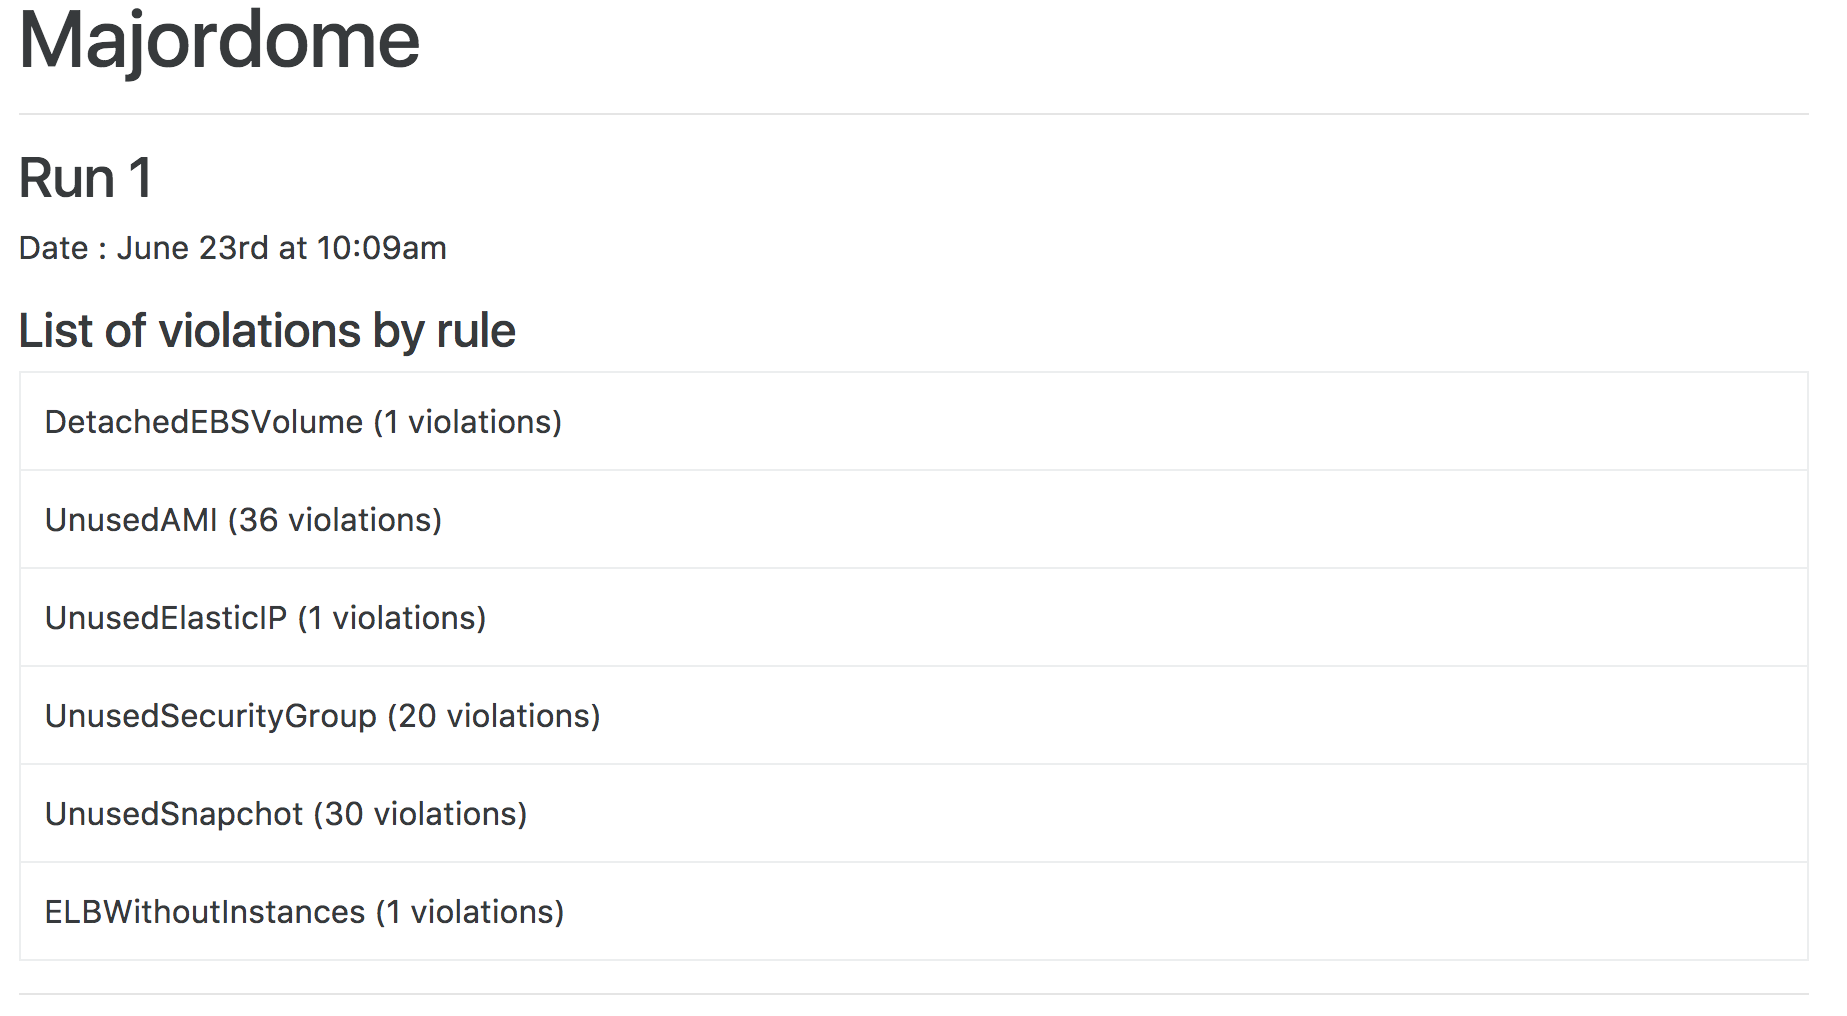 Majordome
Run 1
Date : June 23rd at 10:09am
List of violations by rule
DetachedEBSVolume (1 violations)
UnusedAMI (36 violations)
UnusedElasticIP (1 violations)
UnusedSecurityGroup (20 violations)
UnusedSnapchot (30 violations)
ELBWithoutInstances (1 violations)